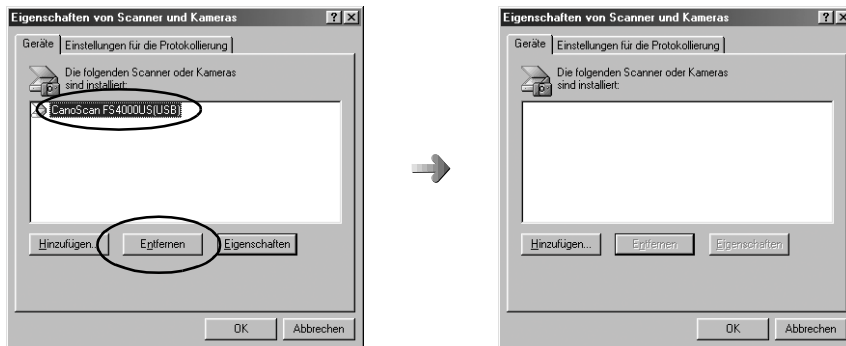 Eigenschaften von Scanner und Kameras
Geräte
Einstellungen für die Protokollierung
Die folgenden Scanner oder Kameras
sind installiert:
CanoScan FS4000US(USB)
Hinzufügen...
Entfernen
Eigenschaften
OK
Abbrechen
Eigenschaften von Scanner und Kameras
Geräte
Einstellungen für die Protokollierung
Die folgenden Scanner oder Kameras
sind installiert:
Hinzufügen...
Entfernen
Eigenschaften
OK
Abbrechen